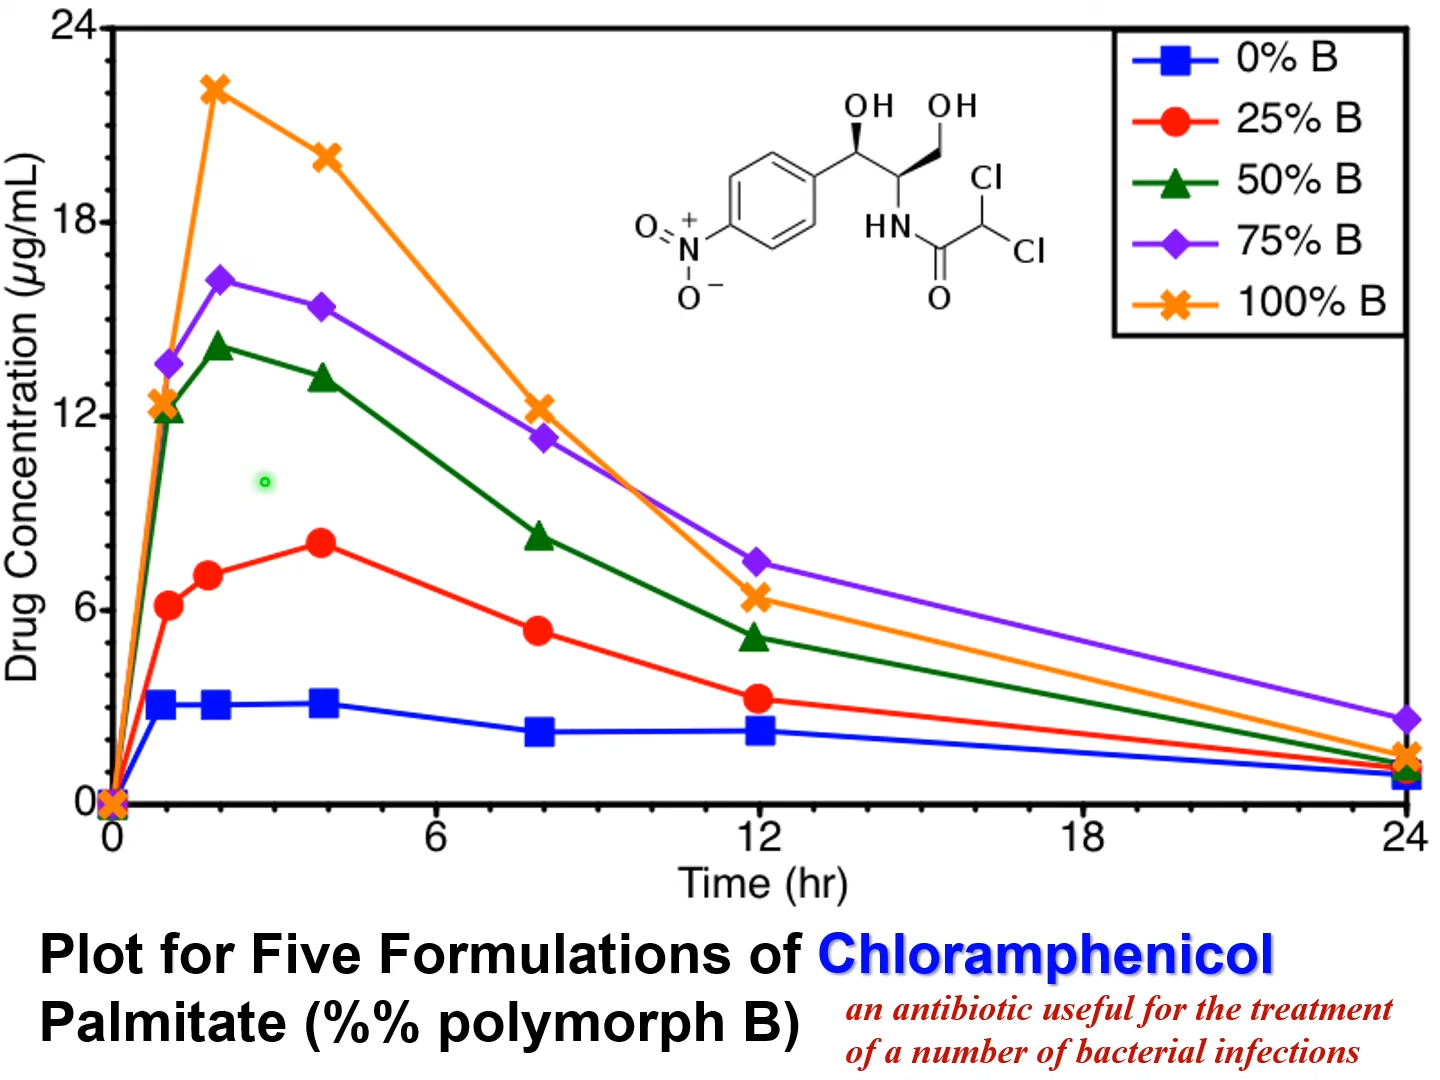 24
18
12
6
0
0
6
12
18
24
Drug Concentration (µg/mL)
Time (hr)
0% B
25% B
50% B
75% B
100% B
OH OH
Cl
HN
Cl
O
O
+
N
O
−
Plot for Five Formulations of Chloramphenicol
Palmitate (%% polymorph B)
an antibiotic useful for the treatment
of a number of bacterial infections